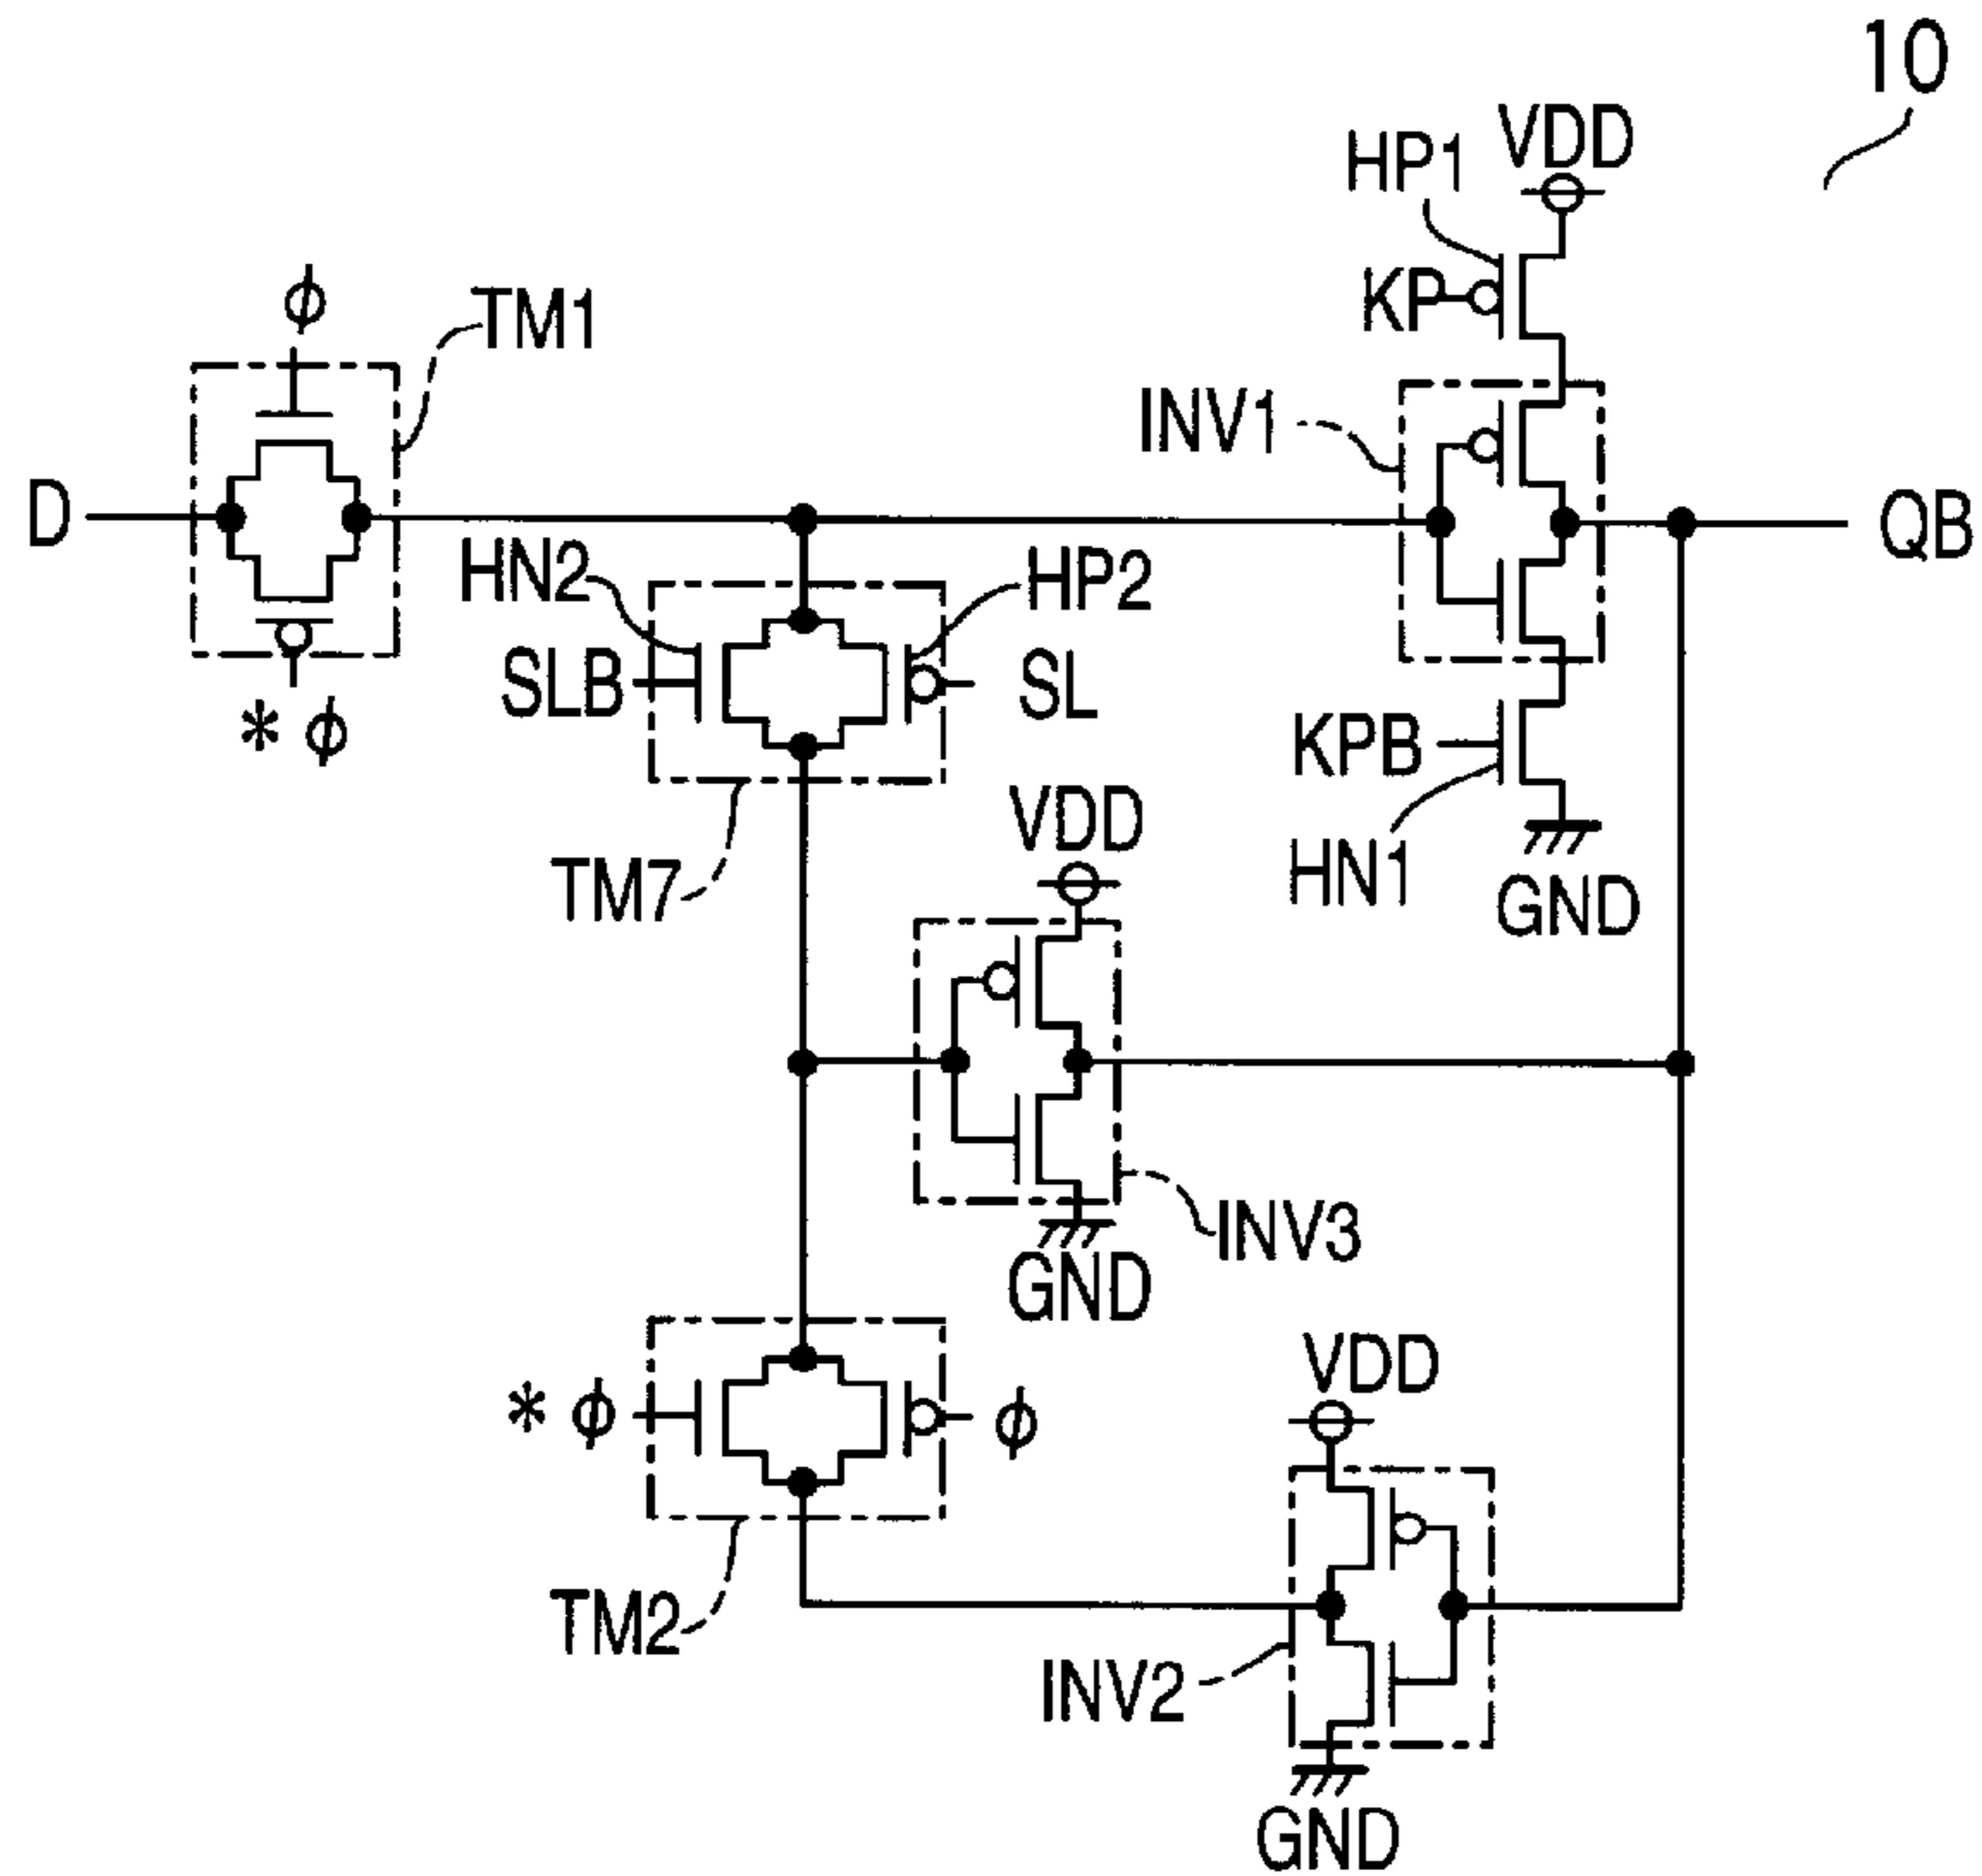 10
VDD
HP1
KP
ϕ
TM1
INV1
D
QB
HN2
HP2
SLB
SL
*ϕ
KPB
VDD
HN1
TM7
GND
INV3
GND
VDD
*ϕ
ϕ
TM2
INV2
GND